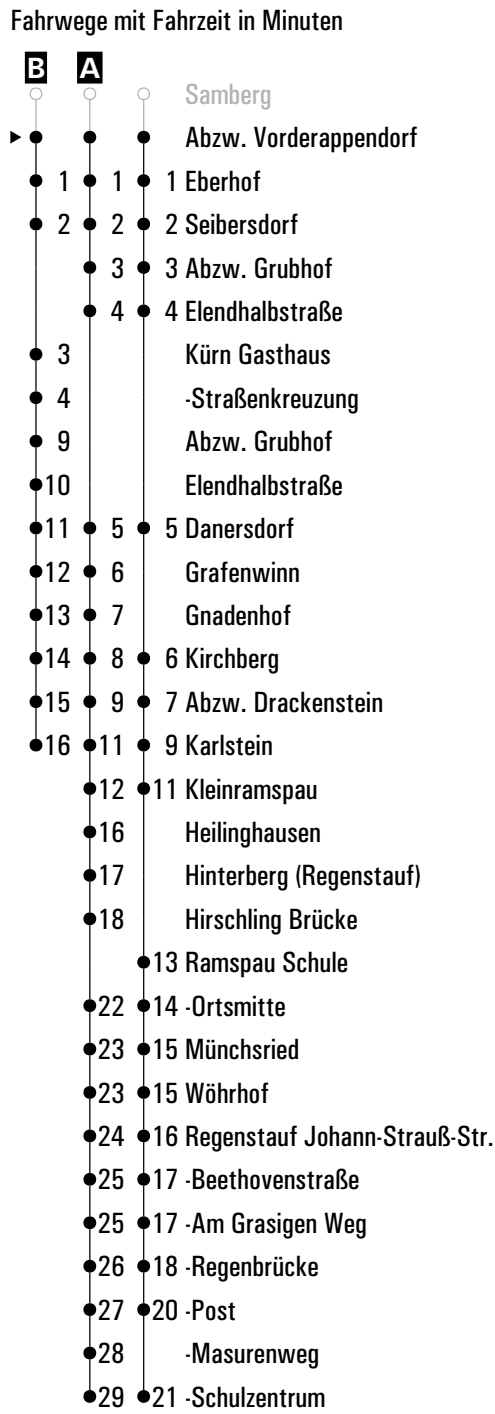 Fahrwege mit Fahrzeit in Minuten
B A
Samberg
Abzw. Vorderappendorf
1 1 1 Eberhof
2 2 2 Seibersdorf
3 3 Abzw. Grubhof
4 4 Elendhalbstraße
3 Kürn Gasthaus
4 -Straßenkreuzung
9 Abzw. Grubhof
10 Elendhalbstraße
11 5 5 Danersdorf
12 6 Grafenwinn
13 7 Gnadenhof
14 8 6 Kirchberg
15 9 7 Abzw. Drackenstein
16 11 9 Karlstein
12 11 Kleinramspau
16 Heilinghausen
17 Hinterberg (Regenstauf)
18 Hirschling Brücke
13 Ramspau Schule
22 14 -Ortsmitte
23 15 Münchsried
23 15 Wöhrhof
24 16 Regenstauf Johann-Strauß-Str.
25 17 -Beethovenstraße
25 17 -Am Grasigen Weg
26 18 -Regenbrücke
27 20 -Post
28 -Masurenweg
29 21 -Schulzentrum